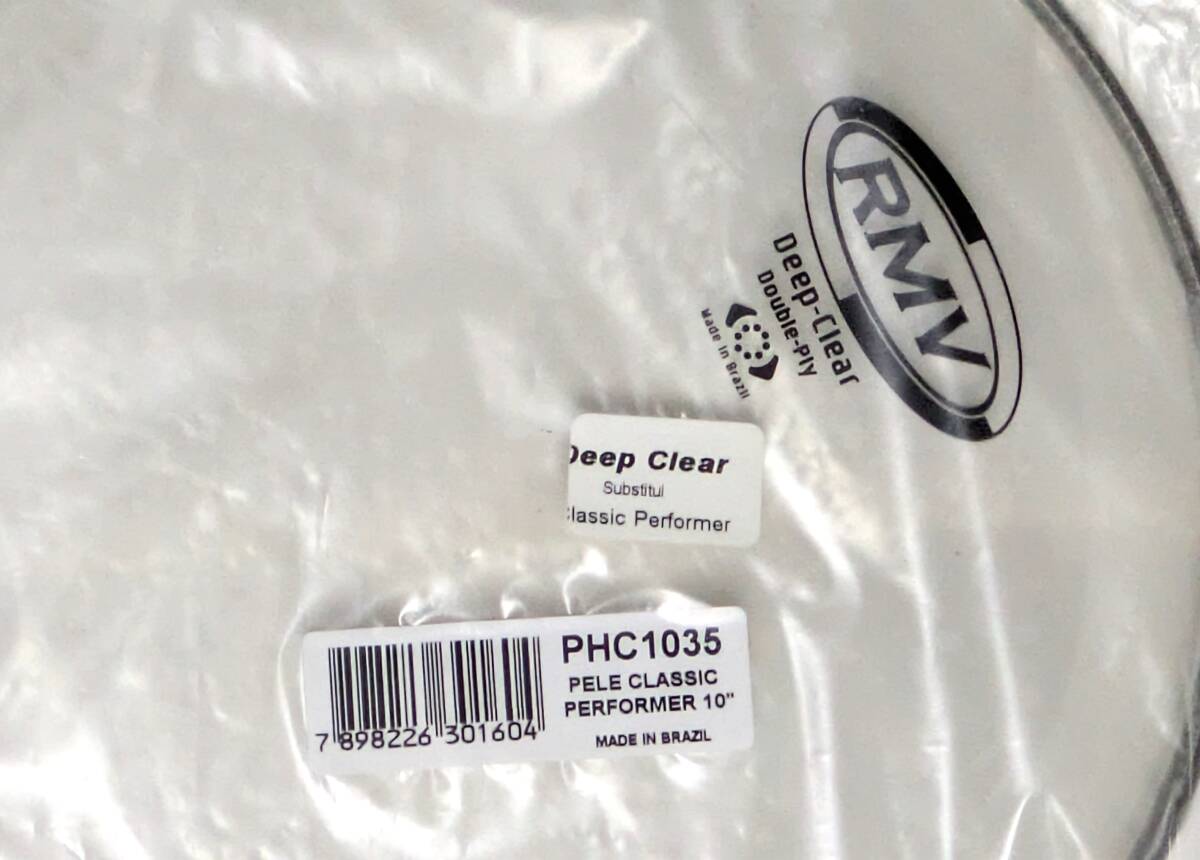 RMV
Deep-Clear
Double-Ply
Made in Brazil
Deep Clear
Substitui
Classic Performer
PHC1035
PELE CLASSIC
PERFORMER 10"
MADE IN BRAZIL
7 898226 301604